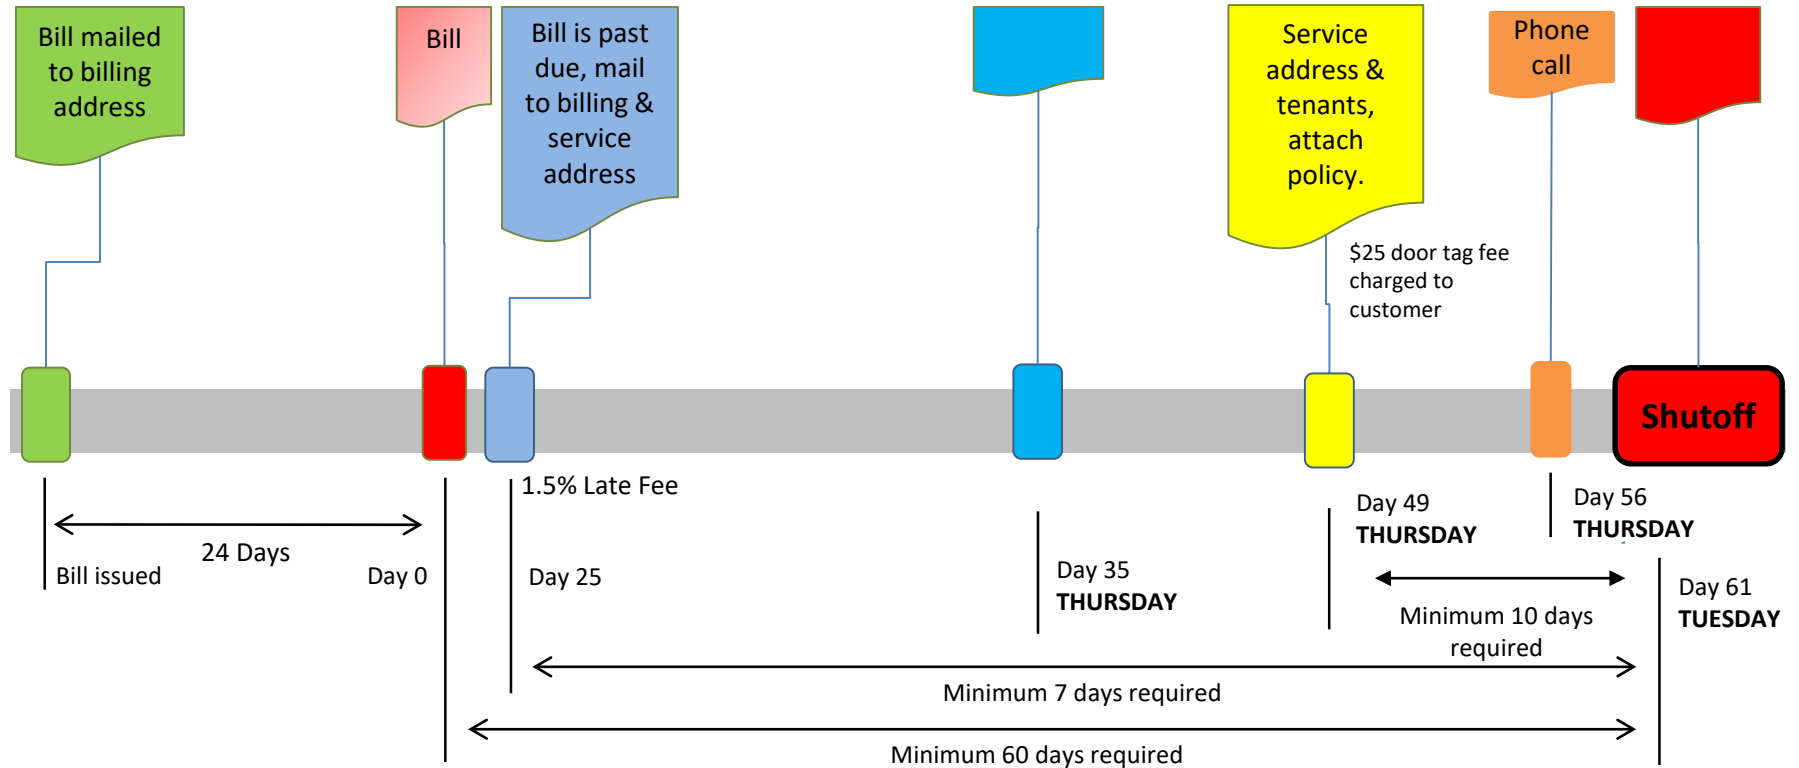 Bill mailed
to billing
address
Bill
Bill is past
due, mail
to billing &
service
address
Service
address &
tenants,
attach
policy.
Phone
call
$25 door tag fee
charged to
customer
Shutoff
1.5% Late Fee
24 Days
Bill issued
Day 0
Day 25
Day 35
THURSDAY
Day 49
THURSDAY
Day 56
THURSDAY
Day 61
TUESDAY
Minimum 10 days
required
Minimum 7 days required
Minimum 60 days required